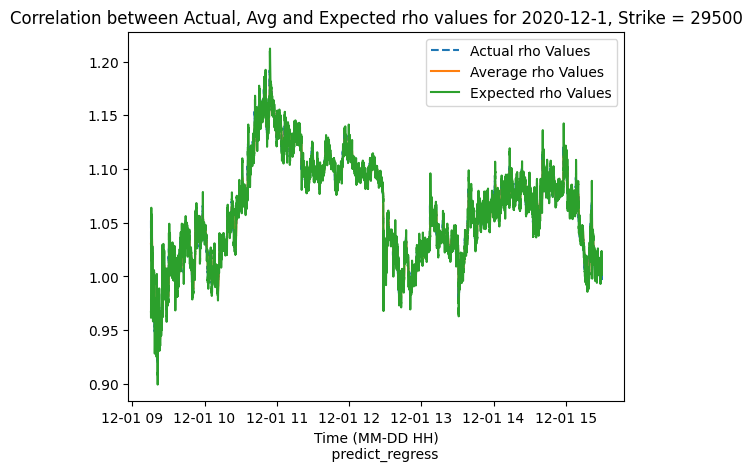 Correlation between Actual, Avg and Expected rho values for 2020-12-1, Strike = 29500
Actual rho Values
Average rho Values
Expected rho Values
1.20
1.15
1.10
1.05
1.00
0.95
0.90
12-01 09 12-01 10 12-01 11 12-01 12 12-01 13 12-01 14 12-01 15
Time (MM-DD HH)
predict_regress